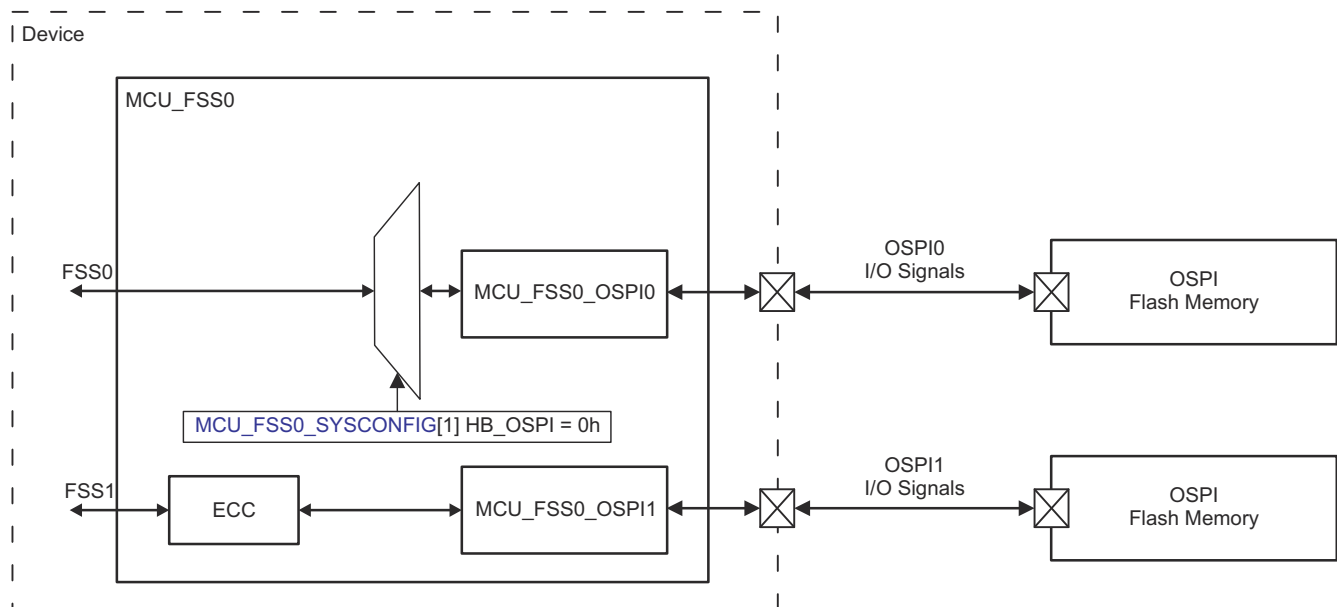 Device
MCU_FSS0
FSS0
MCU_FSS0_OSPI0
OSPI0
I/O Signals
OSPI
Flash Memory
MCU_FSS0_SYSCONFIG[1] HB_OSPI = 0h
FSS1
ECC
MCU_FSS0_OSPI1
OSPI1
I/O Signals
OSPI
Flash Memory